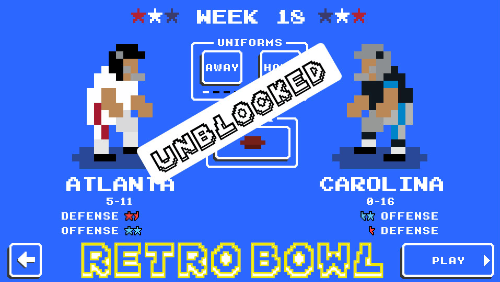 WEEK 18
UNIFORMS
AWAY
UNBLOCKED
ATLANTA
CAROLINA
5-11
0-16
DEFENSE
OFFENSE
OFFENSE
DEFENSE
RETRO BOWL
PLAY